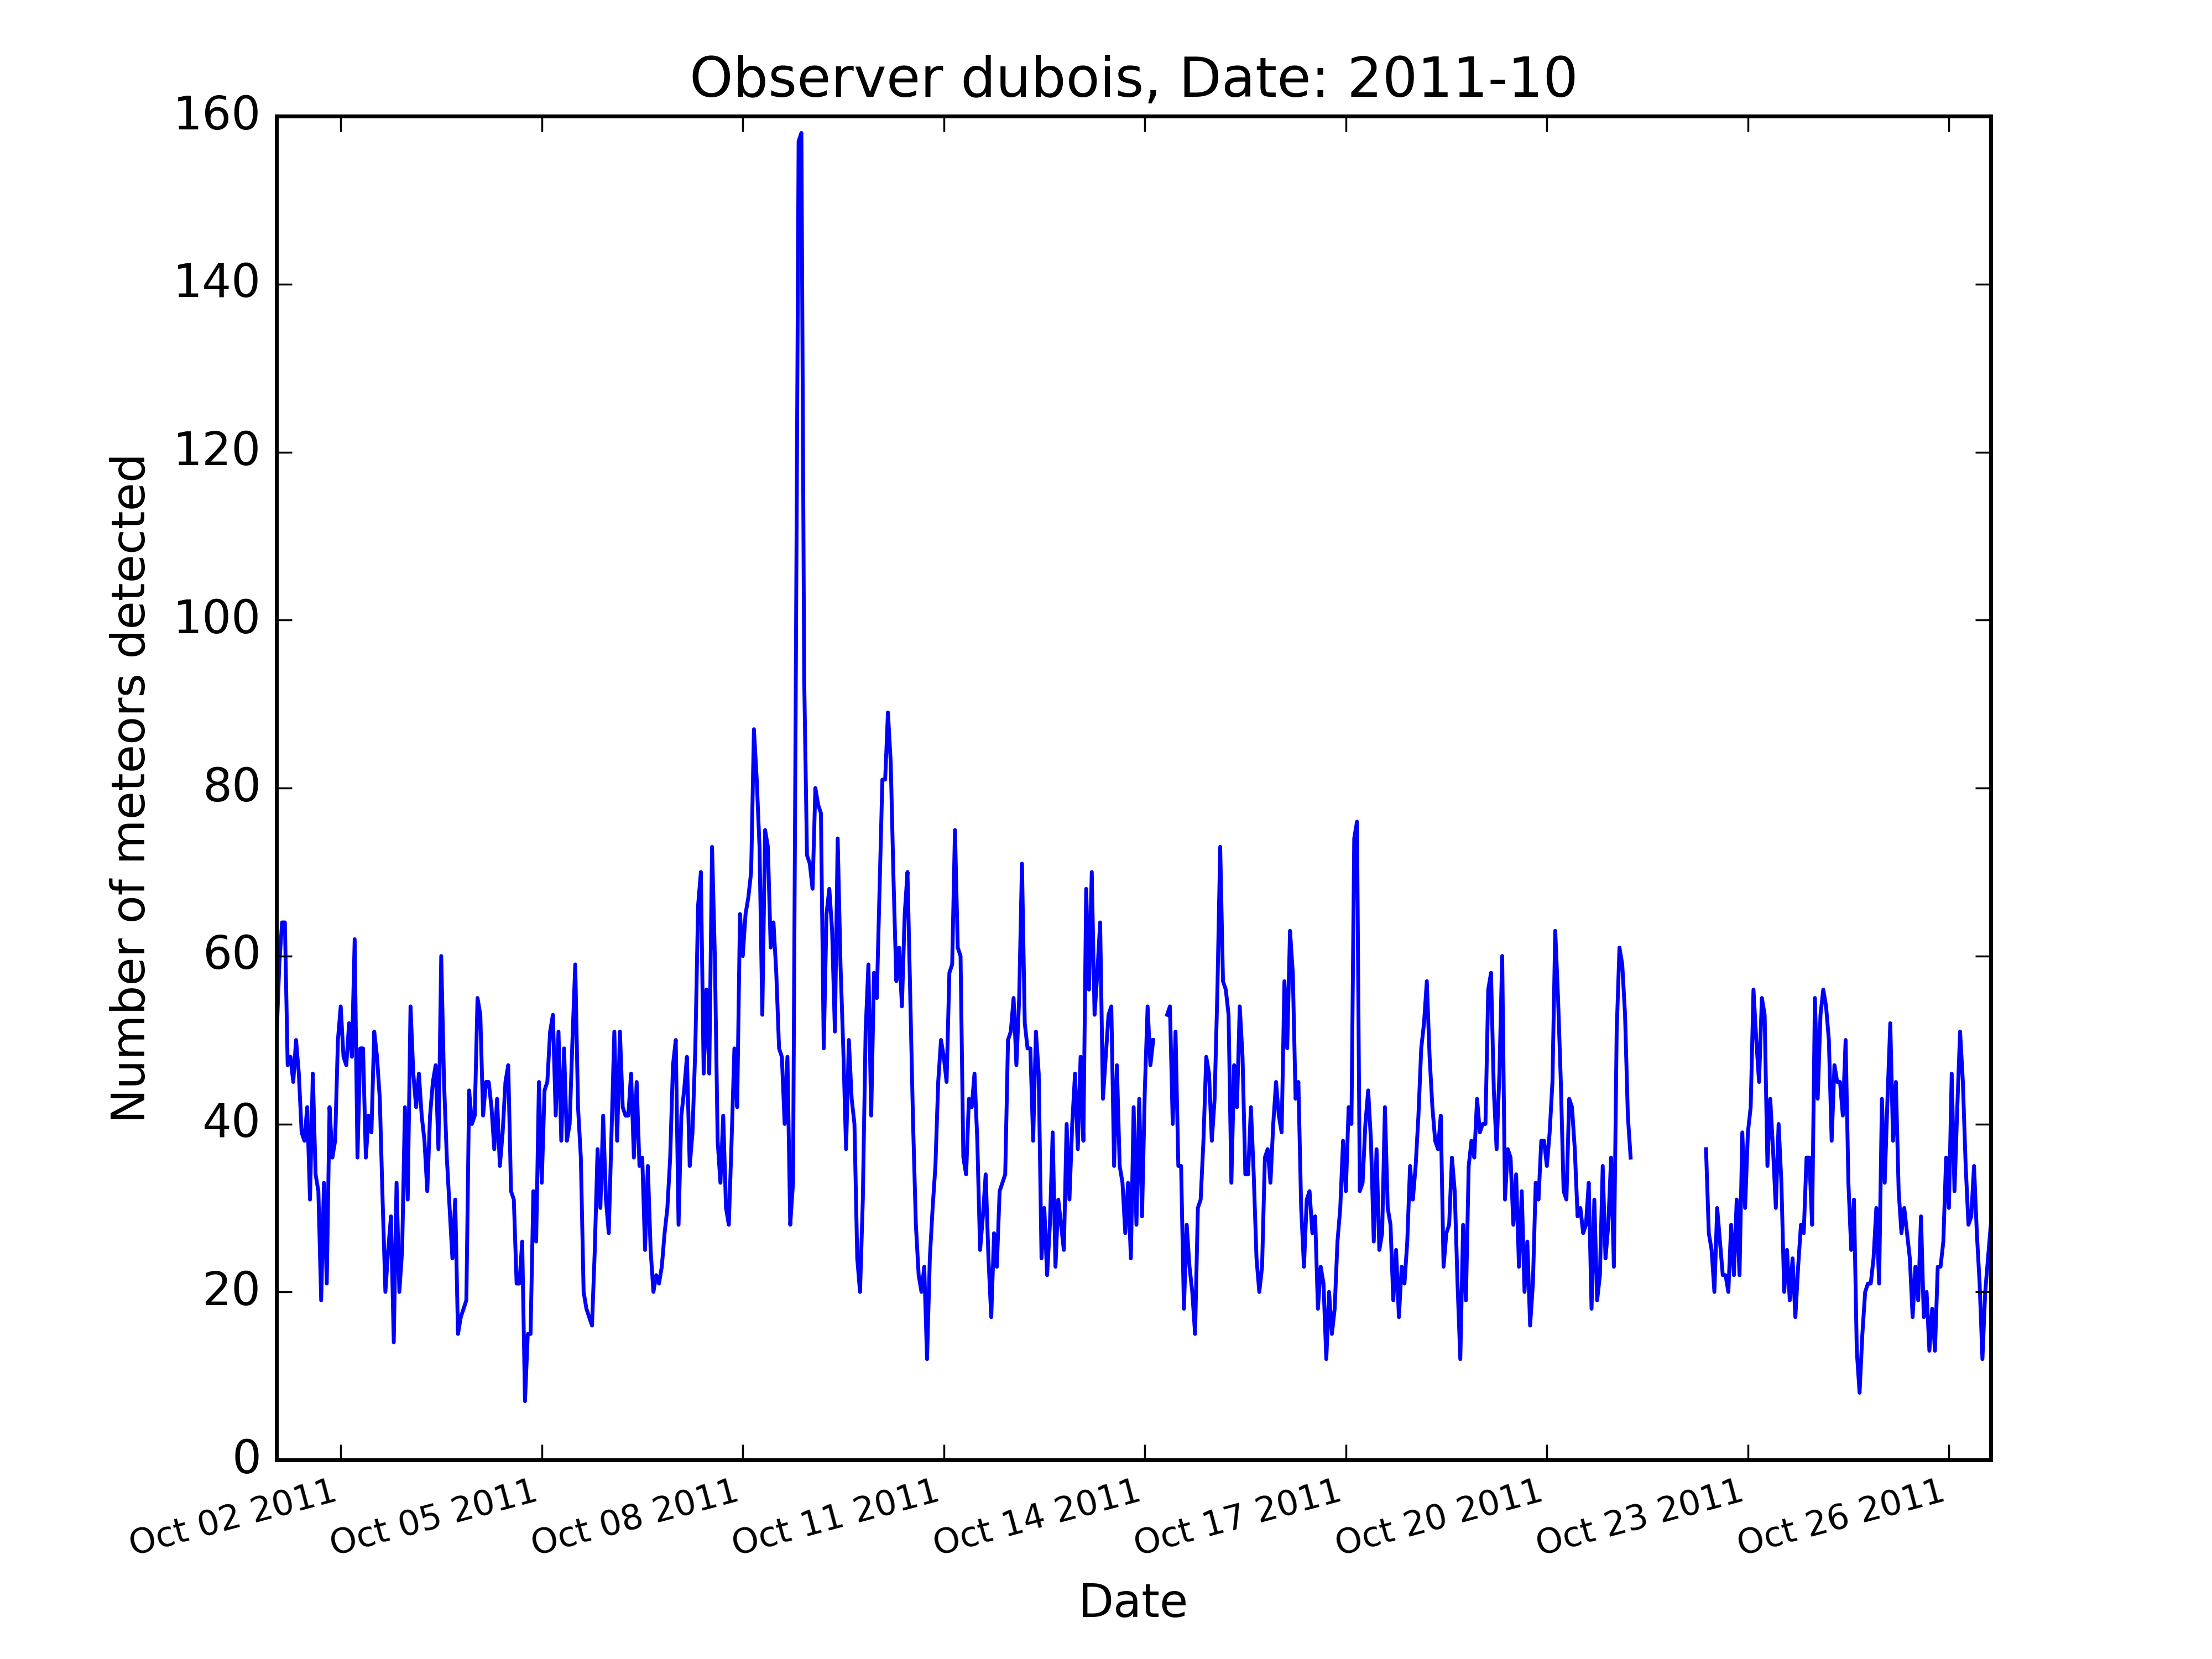 Observer dubois, Date: 2011-10
160
140
120
100
80
60
40
20
0
Number of meteors detected
Oct 02 2011
Oct 05 2011
Oct 08 2011
Oct 11 2011
Oct 14 2011
Oct 17 2011
Oct 20 2011
Oct 23 2011
Oct 26 2011
Date